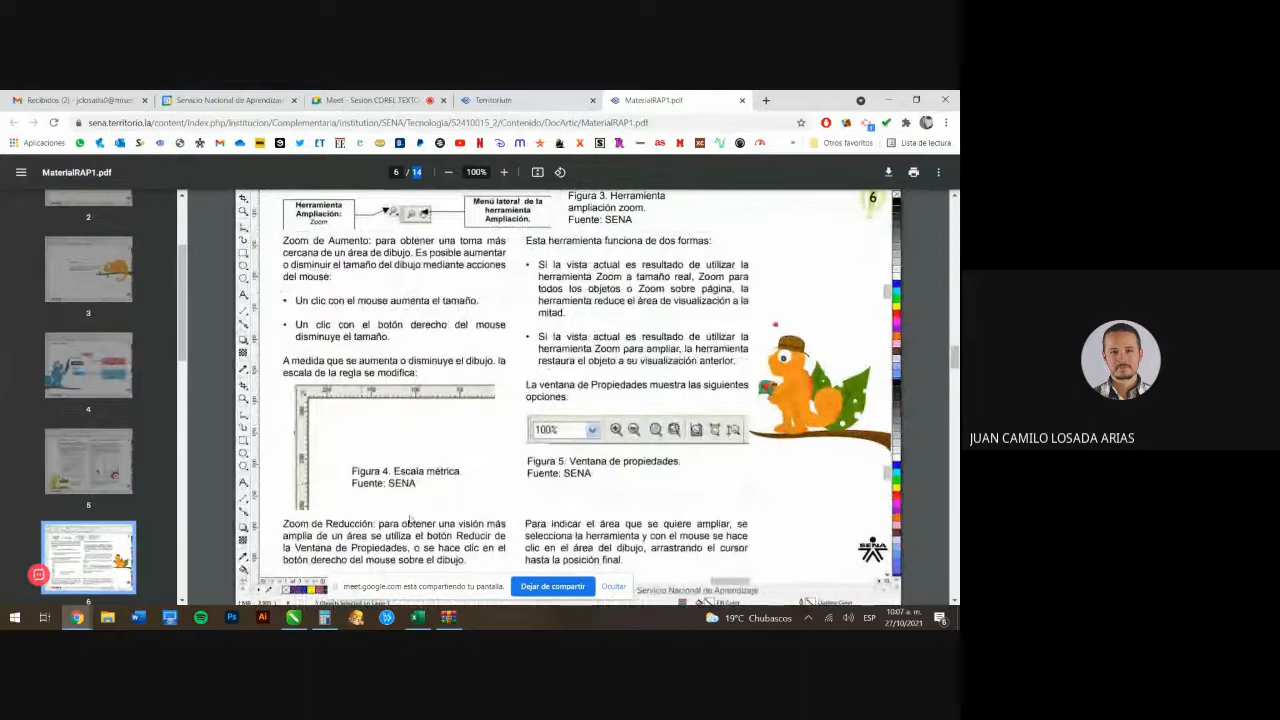 Recibidos (2) - jclosada0@miser
Servicio Nacional de Aprendizaje
Meet - Sesion COREL TEXTO
Territorium
MaterialRAP1.pdf
sena.territorio.la/content/index.php/institucion/Complementaria/institution/SENA/Tecnologia/52410015_2/Contenido/DocArtic/MaterialRAP1.pdf
Aplicaciones
Otros favoritos
Lista de lectura
MaterialRAP1.pdf
6 / 14
100%
2
3
4
5
6
Herramienta
Ampliación:
Zoom
Menú lateral de la
herramienta
Ampliación.
Figura 3. Herramienta
ampliación zoom.
Fuente: SENA
6
Zoom de Aumento: para obtener una toma más
cercana de un área de dibujo. Es posible aumentar
o disminuir el tamaño del dibujo mediante acciones
del mouse:
• Un clic con el mouse aumenta el tamaño.
• Un clic con el botón derecho del mouse
disminuye el tamaño.
A medida que se aumenta o disminuye el dibujo, la
escala de la regla se modifica:
Figura 4. Escala métrica
Fuente: SENA
Zoom de Reducción: para obtener una visión más
amplia de un área se utiliza el botón Reducir de
la Ventana de Propiedades, o se hace clic en el
botón derecho del mouse sobre el dibujo.
Esta herramienta funciona de dos formas:
• Si la vista actual es resultado de utilizar la
herramienta Zoom a tamaño real, Zoom para
todos los objetos o Zoom sobre página, la
herramienta reduce el área de visualización a la
mitad.
• Si la vista actual es resultado de utilizar la
herramienta Zoom para ampliar, la herramienta
restaura el objeto a su visualización anterior.
La ventana de Propiedades muestra las siguientes
opciones:
100%
Figura 5. Ventana de propiedades.
Fuente: SENA
Para indicar el área que se quiere ampliar, se
selecciona la herramienta y con el mouse se hace
clic en el área del dibujo, arrastrando el cursor
hasta la posición final.
SENA
Servicio Nacional de Aprendizaje
meet.google.com está compartiendo tu pantalla.
Dejar de compartir
Ocultar
19°C Chubascos
ESP
10:07 a. m.
27/10/2021
JUAN CAMILO LOSADA ARIAS